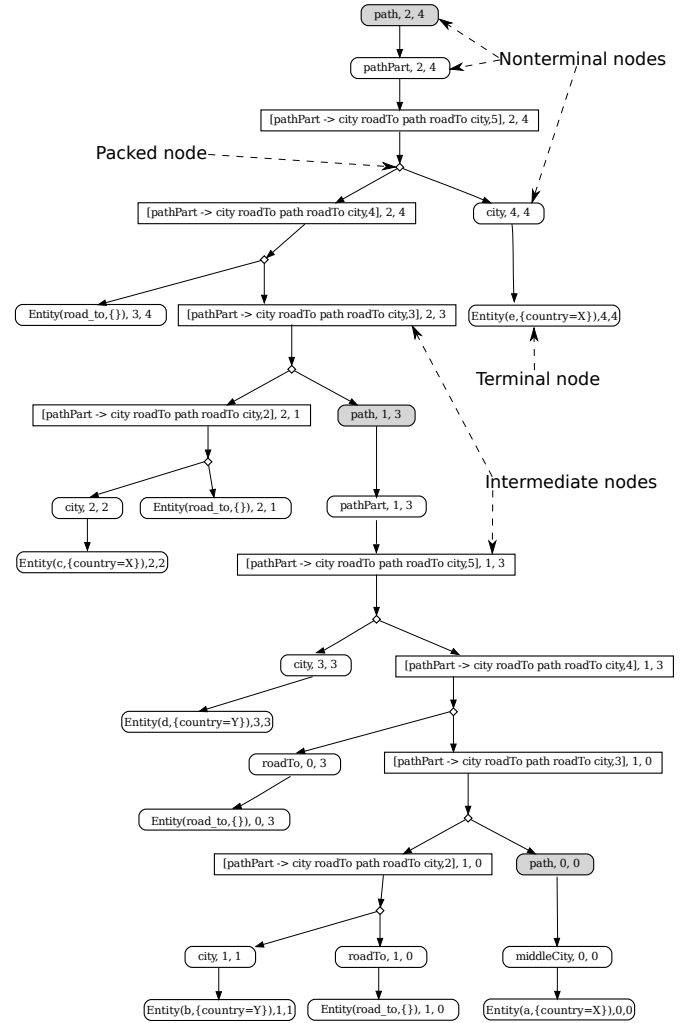 path, 2, 4
Nonterminal nodes
pathPart, 2, 4
[pathPart -> city roadTo path roadTo city,5], 2, 4
Packed node
[pathPart -> city roadTo path roadTo city,4], 2, 4
city, 4, 4
Entity(road_to,{}), 3, 4
[pathPart -> city roadTo path roadTo city,3], 2, 3
Entity(e,{country=X}),4,4
Terminal node
[pathPart -> city roadTo path roadTo city,2], 2, 1
path, 1, 3
Intermediate nodes
city, 2, 2
Entity(road_to,{}), 2, 1
pathPart, 1, 3
Entity(c,{country=X}),2,2
[pathPart -> city roadTo path roadTo city,5], 1, 3
city, 3, 3
[pathPart -> city roadTo path roadTo city,4], 1, 3
Entity(d,{country=Y}),3,3
roadTo, 0, 3
[pathPart -> city roadTo path roadTo city,3], 1, 0
Entity(road_to,{}), 0, 3
[pathPart -> city roadTo path roadTo city,2], 1, 0
path, 0, 0
city, 1, 1
roadTo, 1, 0
middleCity, 0, 0
Entity(b,{country=Y}),1,1
Entity(road_to,{}), 1, 0
Entity(a,{country=X}),0,0